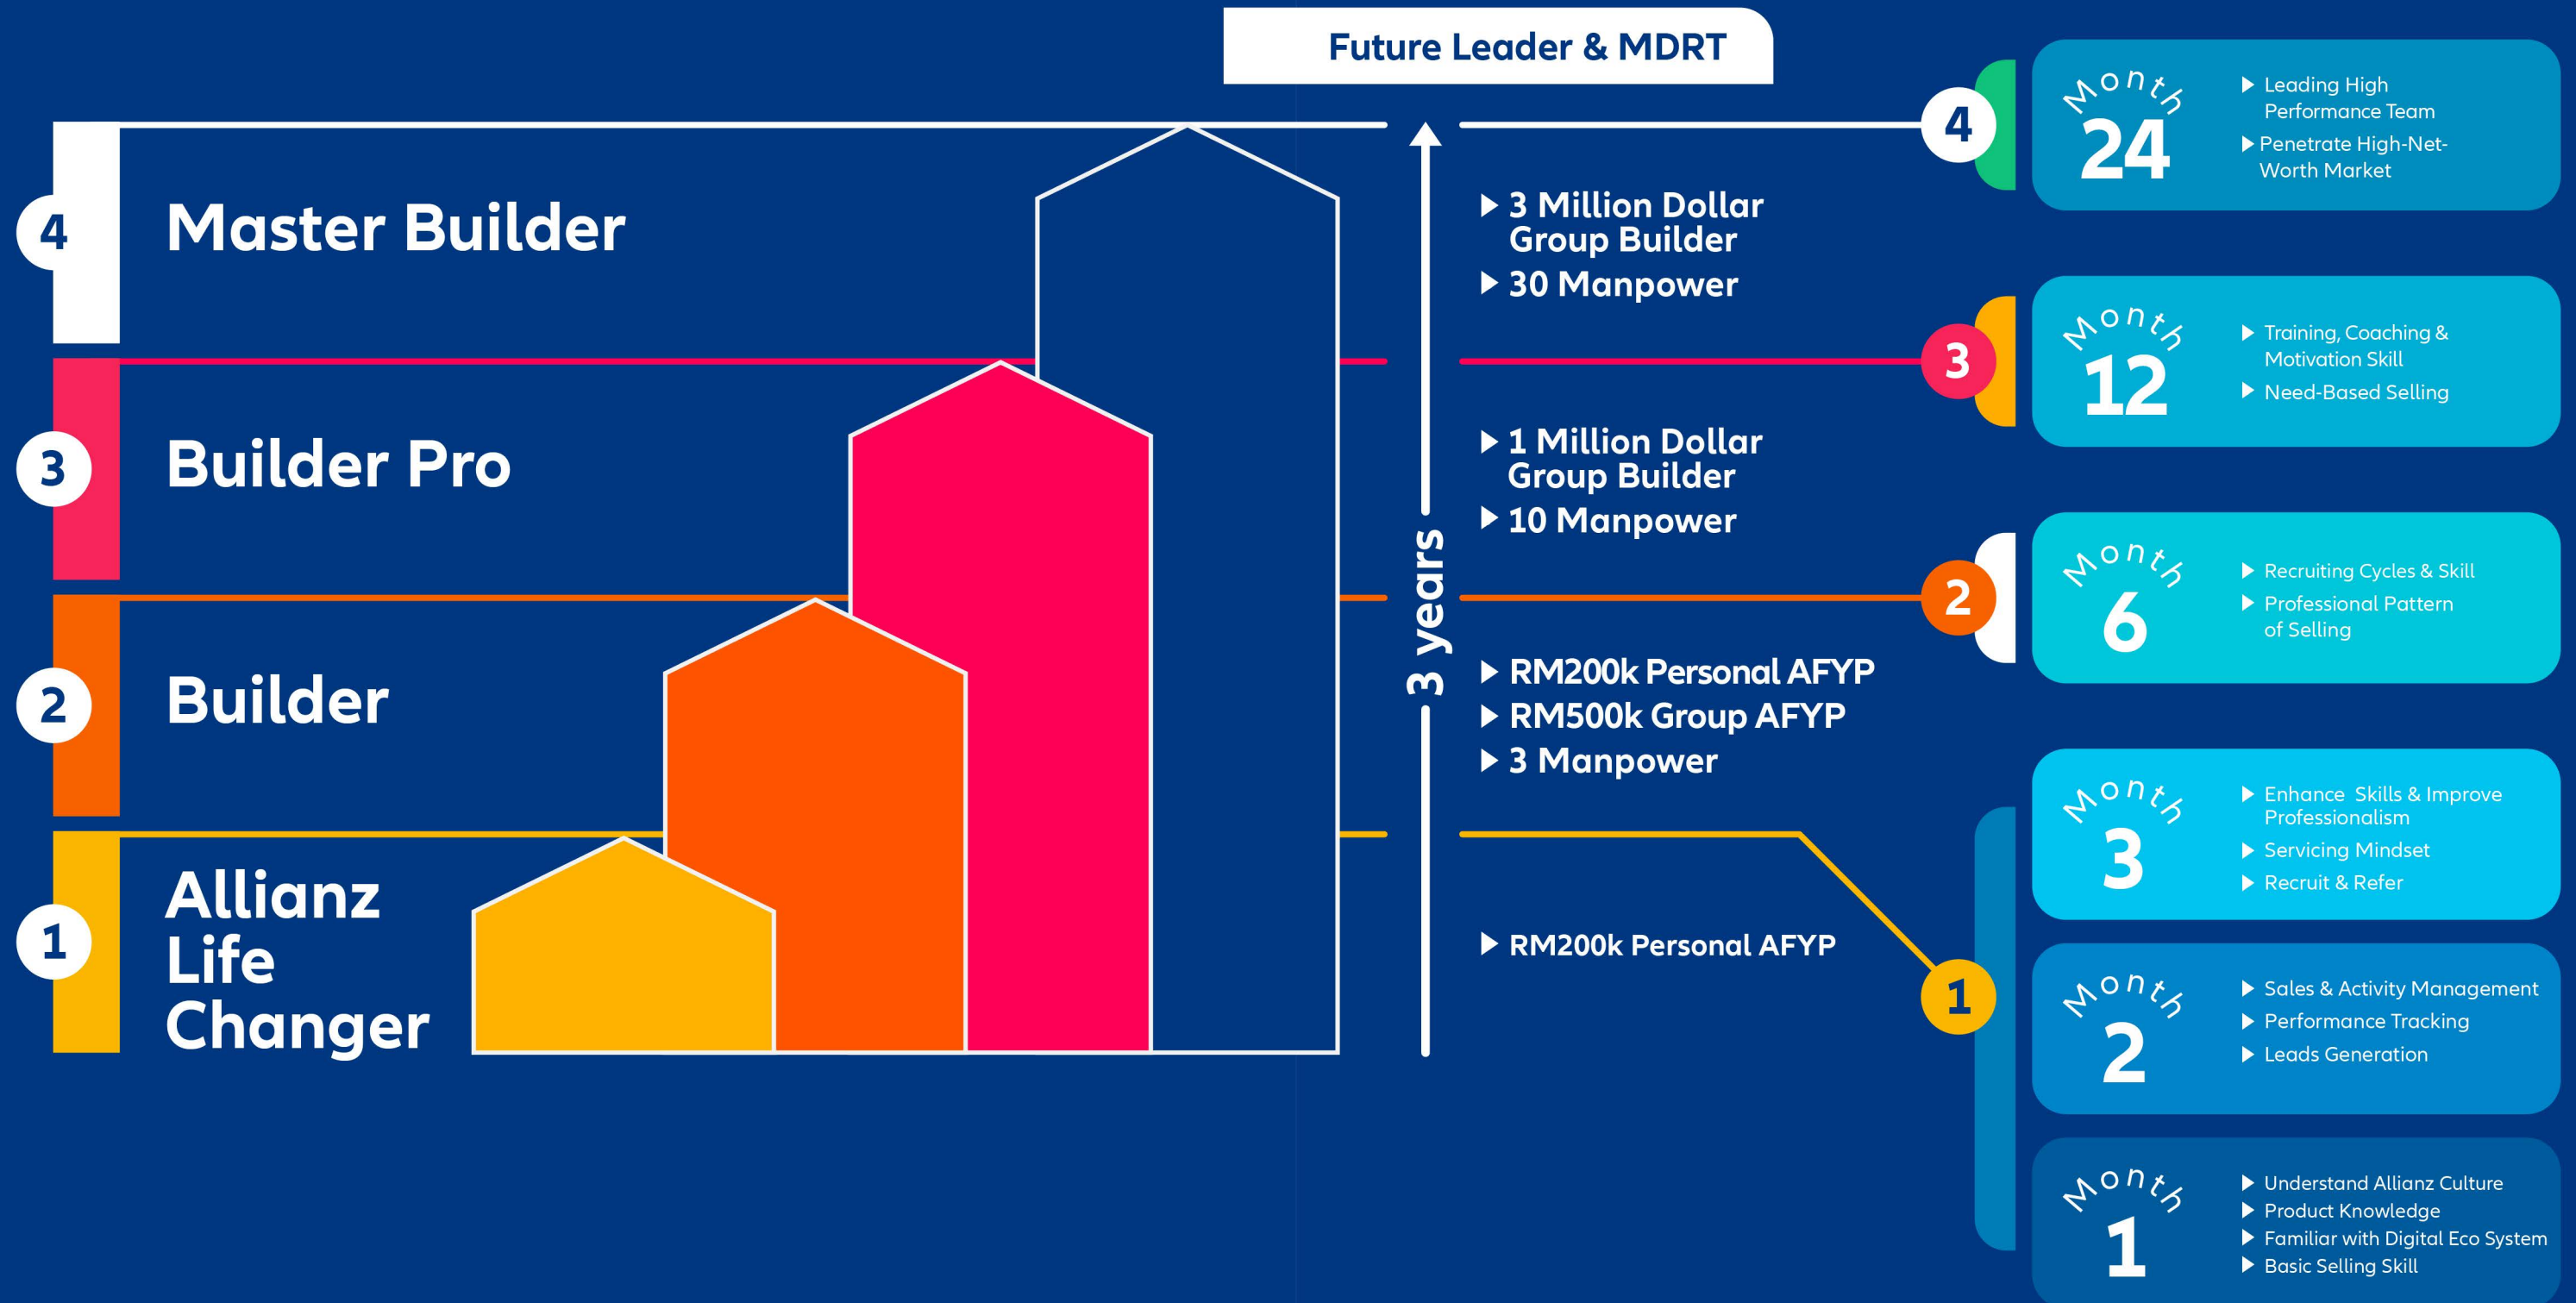 Future Leader & MDRT
4
Master Builder
3
Builder Pro
2
Builder
1
Allianz
Life
Changer
3 years
3 Million Dollar
Group Builder
30 Manpower
1 Million Dollar
Group Builder
10 Manpower
RM200k Personal AFYP
RM500k Group AFYP
3 Manpower
RM200k Personal AFYP
4
Month
24
Leading High
Performance Team
Penetrate High-Net-
Worth Market
3
Month
12
Training, Coaching &
Motivation Skill
Need-Based Selling
2
Month
6
Recruiting Cycles & Skill
Professional Pattern
of Selling
1
Month
3
Enhance  Skills & Improve
Professionalism
Servicing Mindset
Recruit & Refer
Month
2
Sales & Activity Management
Performance Tracking
Leads Generation
Month
1
Understand Allianz Culture
Product Knowledge
Familiar with Digital Eco System
Basic Selling Skill